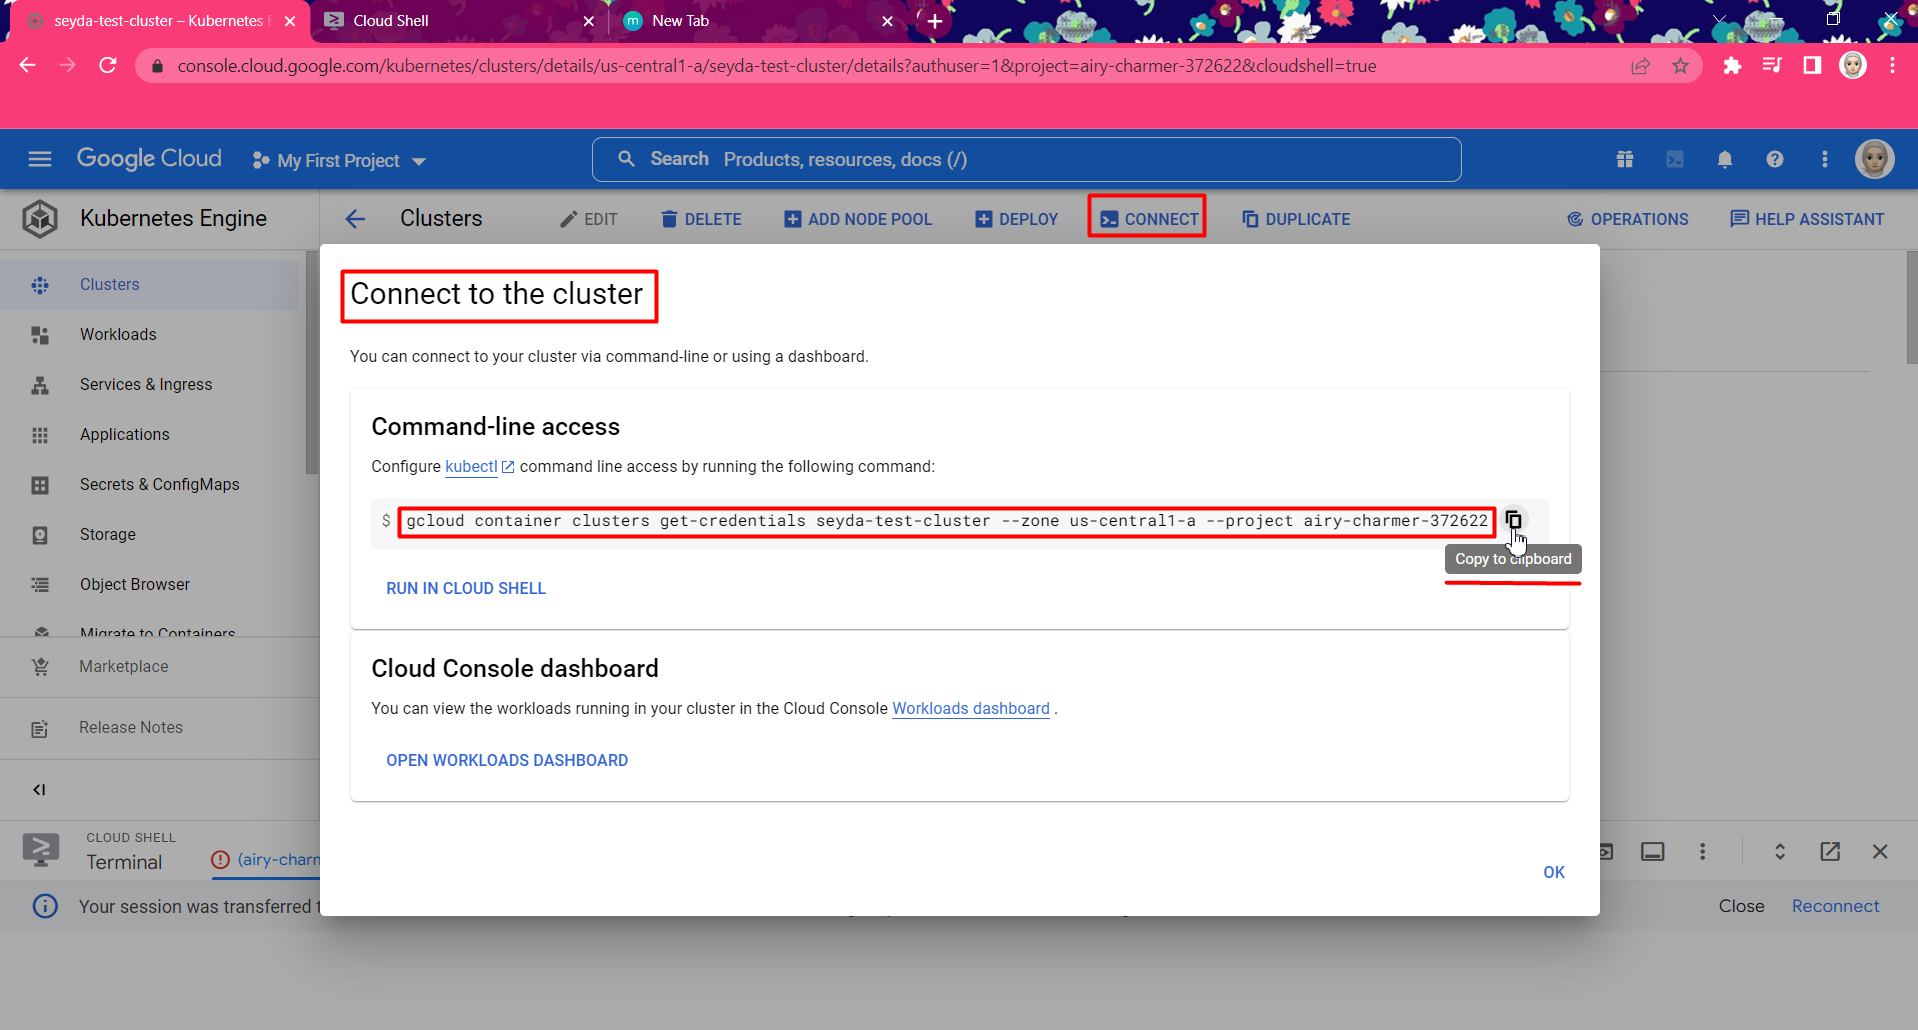 seyda-test-cluster – Kubernetes E
Cloud Shell
New Tab
console.cloud.google.com/kubernetes/clusters/details/us-central1-a/seyda-test-cluster/details?authuser=1&project=airy-charmer-372622&cloudshell=true
Google Cloud
My First Project
Search Products, resources, docs (/)
Kubernetes Engine
Clusters
EDIT
DELETE
ADD NODE POOL
DEPLOY
CONNECT
DUPLICATE
OPERATIONS
HELP ASSISTANT
Clusters
Workloads
Services & Ingress
Applications
Secrets & ConfigMaps
Storage
Object Browser
Migrate to Containers
Marketplace
Release Notes
Connect to the cluster
You can connect to your cluster via command-line or using a dashboard.
Command-line access
Configure kubectl command line access by running the following command:
$ gcloud container clusters get-credentials seyda-test-cluster --zone us-central1-a --project airy-charmer-372622
Copy to clipboard
RUN IN CLOUD SHELL
Cloud Console dashboard
You can view the workloads running in your cluster in the Cloud Console Workloads dashboard .
OPEN WORKLOADS DASHBOARD
OK
CLOUD SHELL
Terminal
(airy-charm
Your session was transferred t
Close
Reconnect